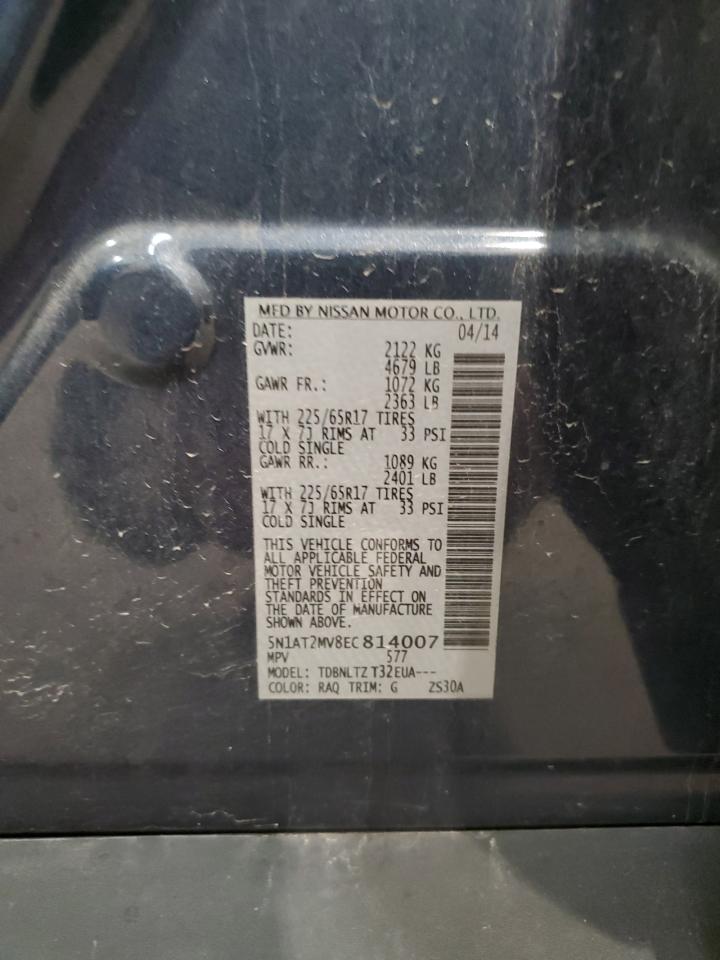 MFD BY NISSAN MOTOR CO., LTD.
DATE: 04/14
GVWR: 2122 KG
4679 LB
GAWR FR.: 1072 KG
2363 LB
WITH 225/65R17 TIRES
17 X 7J RIMS AT 33 PSI
COLD SINGLE
GAWR RR.: 1089 KG
2401 LB
WITH 225/65R17 TIRES
17 X 7J RIMS AT 33 PSI
COLD SINGLE
THIS VEHICLE CONFORMS TO
ALL APPLICABLE FEDERAL
MOTOR VEHICLE SAFETY AND
THEFT PREVENTION
STANDARDS IN EFFECT ON
THE DATE OF MANUFACTURE
SHOWN ABOVE.
5N1AT2MV8EC814007
MPV 577
MODEL: TDBNLTZ T32EUA---
COLOR: RAQ TRIM: G ZS30A